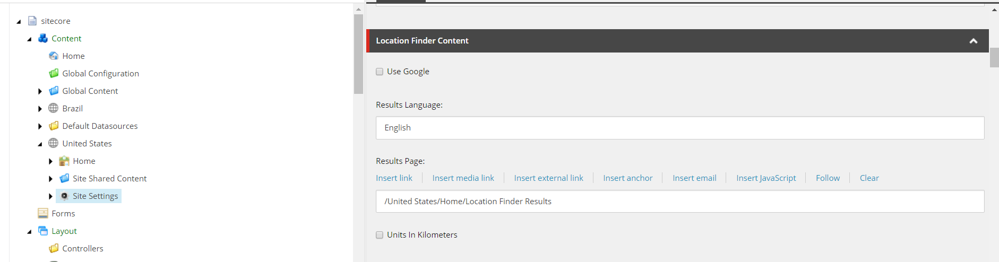 sitecore
Content
Home
Global Configuration
Global Content
Brazil
Default Datasources
United States
Home
Site Shared Content
Site Settings
Forms
Layout
Controllers
Location Finder Content
Use Google
Results Language:
English
Results Page:
Insert link Insert media link Insert external link Insert anchor Insert email Insert JavaScript Follow Clear
/United States/Home/Location Finder Results
Units In Kilometers